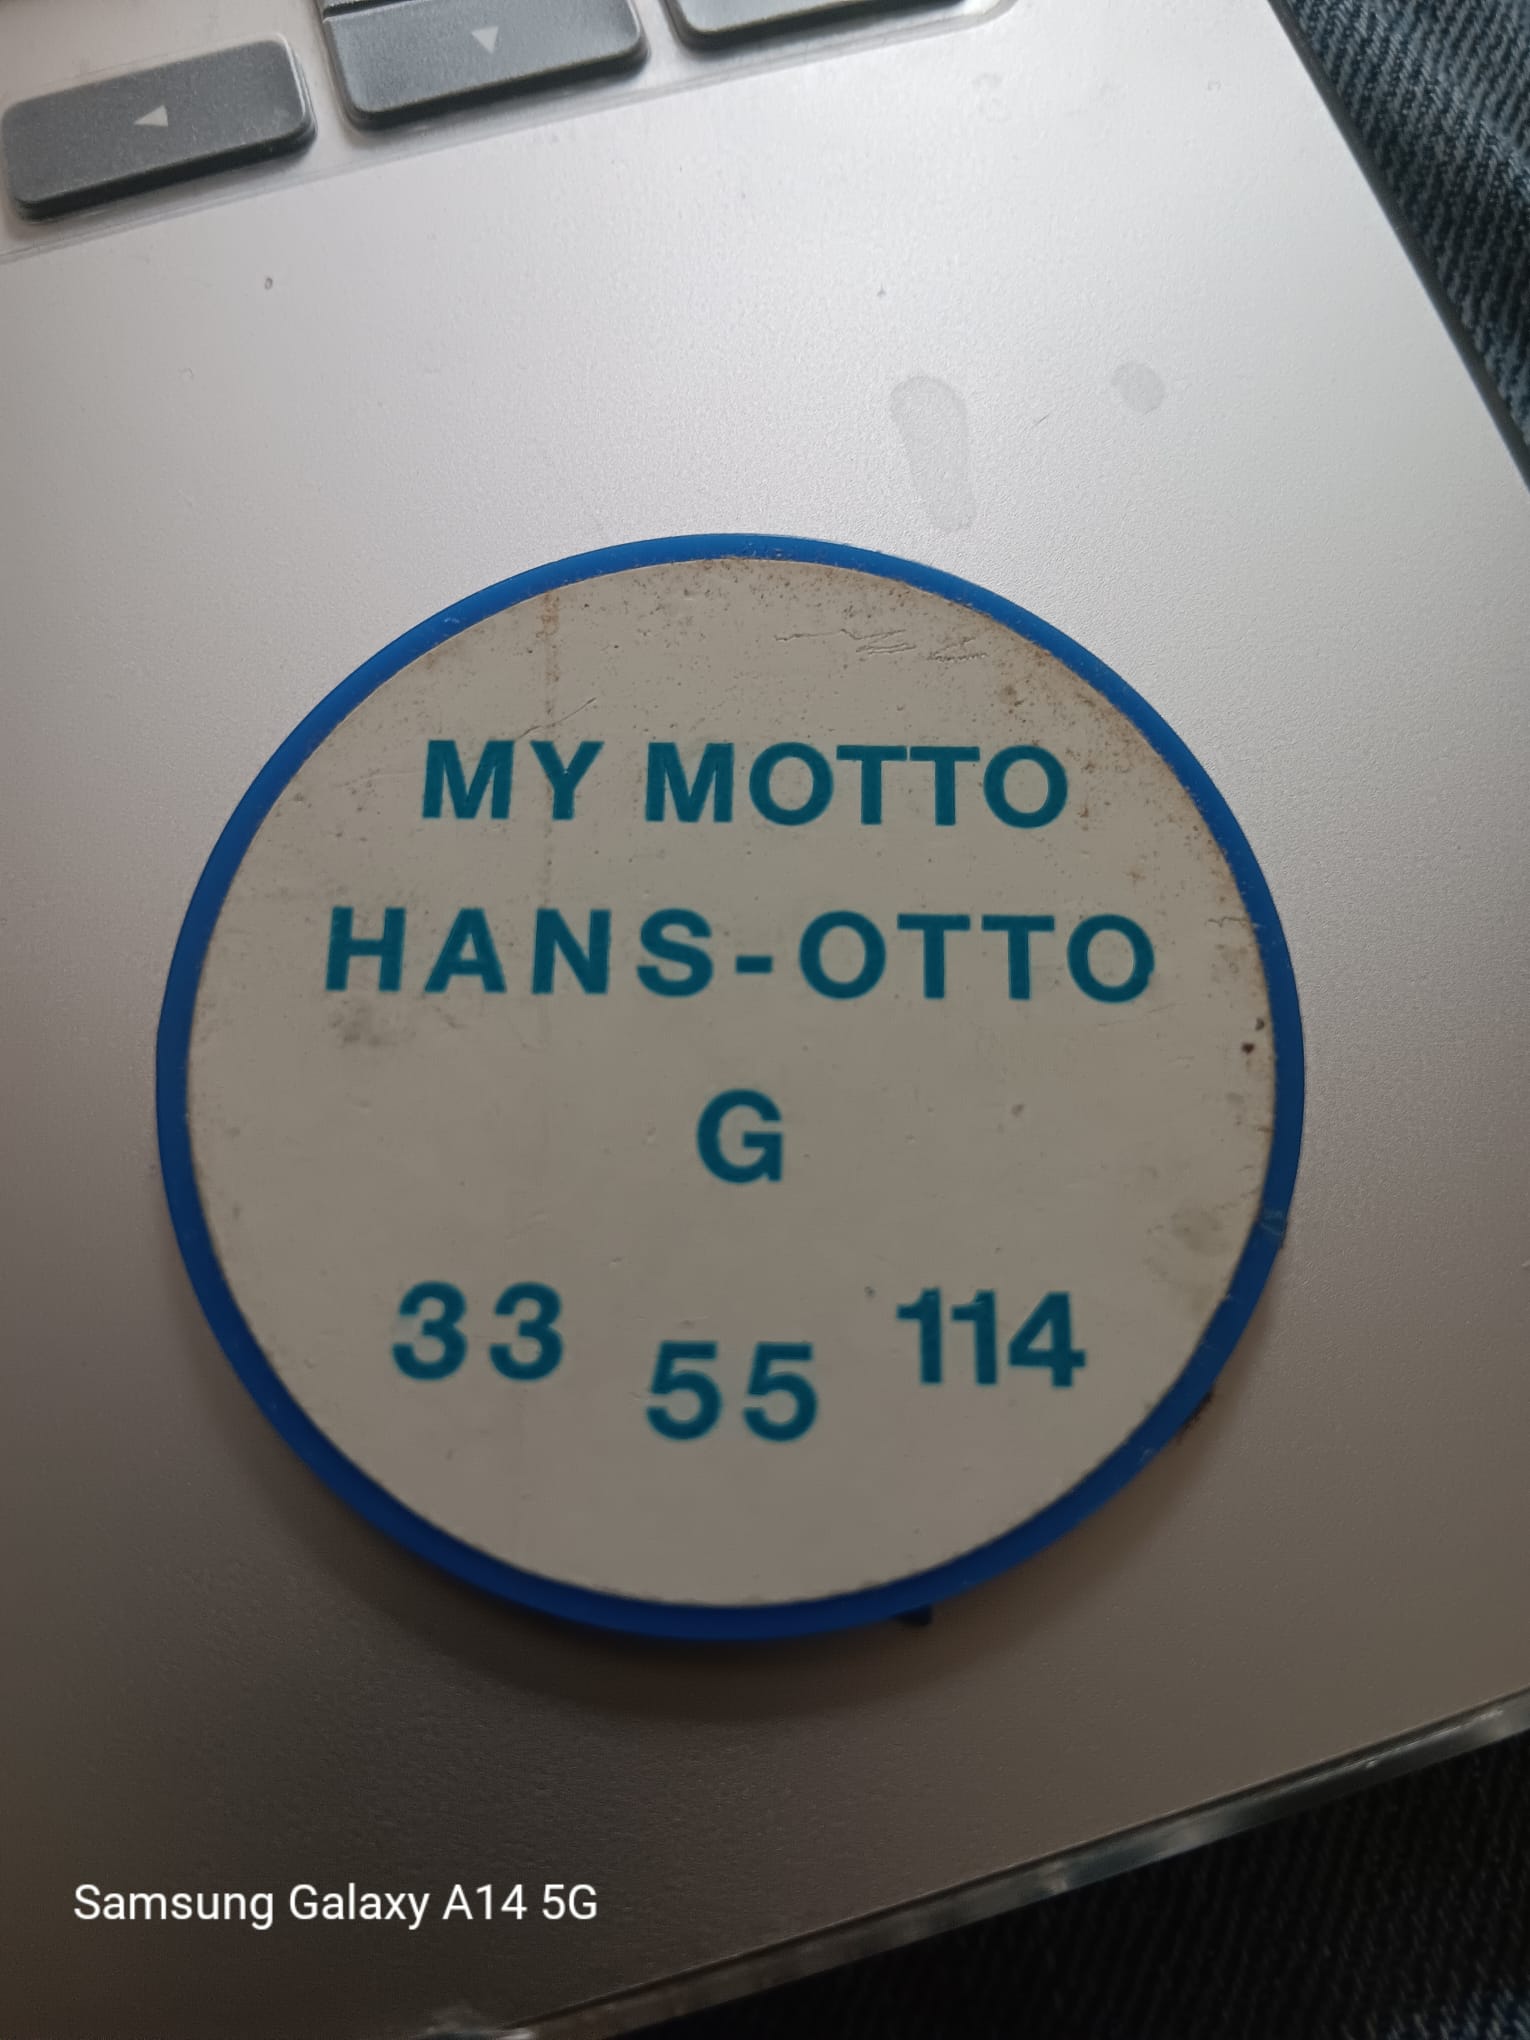 MY MOTTO
HANS-OTTO
G
33 55 114
Samsung Galaxy A14 5G